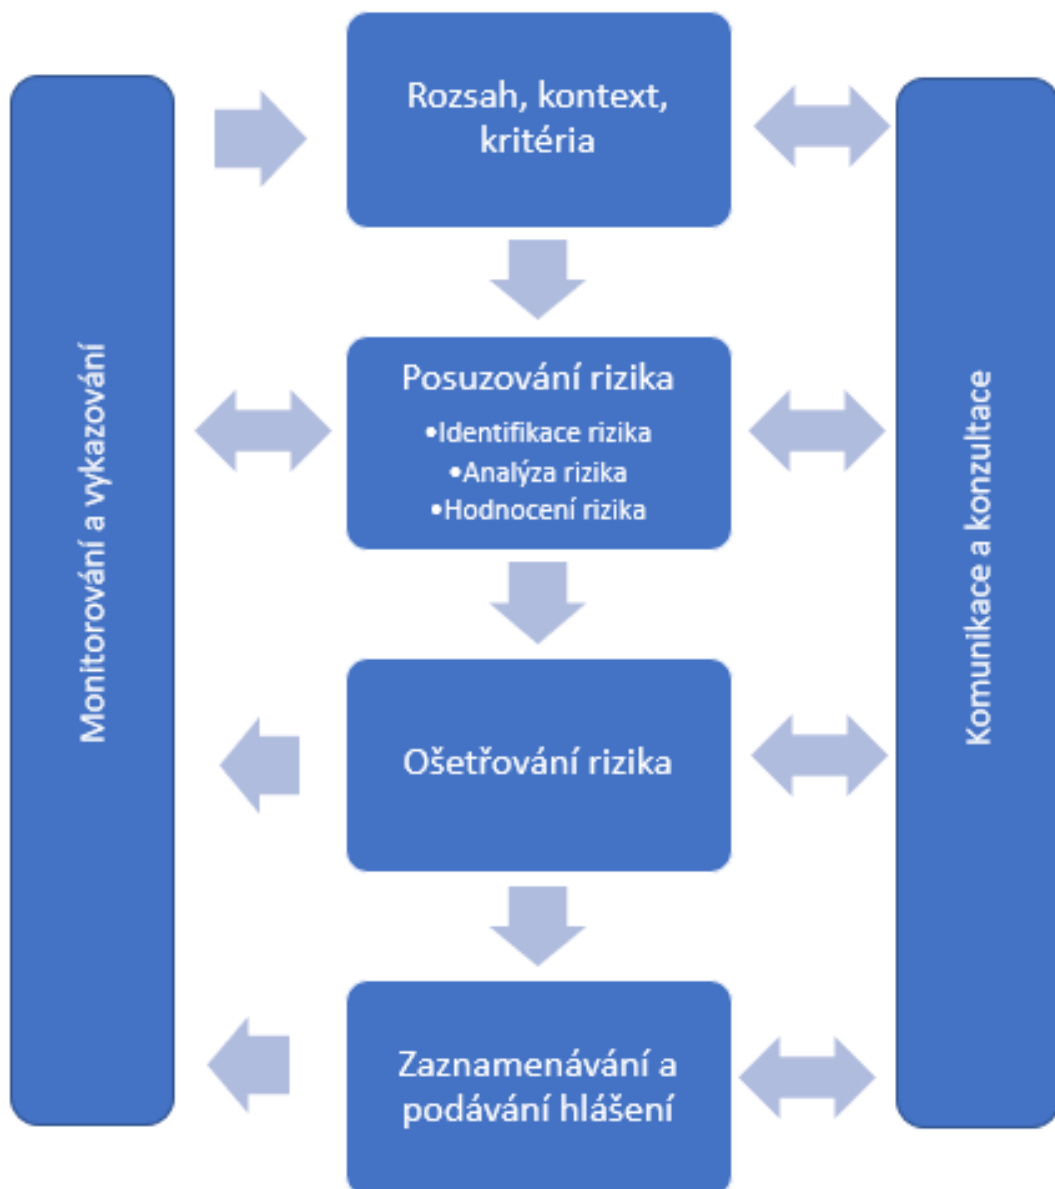 Monitorování a vykazování
Rozsah, kontext,
kritéria
Posuzování rizika
•Identifikace rizika
•Analýza rizika
•Hodnocení rizika
Ošetřování rizika
Zaznamenávání a
podávání hlášení
Komunikace a konzultace